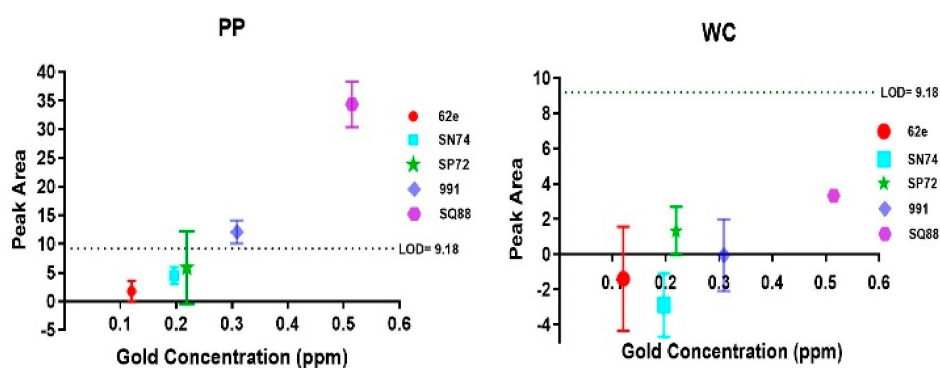 PP
40
35
30
25
20
15
10
5
0
-5
Peak Area
0.1 0.2 0.3 0.4 0.5 0.6
Gold Concentration (ppm)
LOD= 9.18
62e
SN74
SP72
991
SQ88
WC
10
8
6
4
2
0
-2
-4
Peak Area
0.1 0.2 0.3 0.4 0.5 0.6
Gold Concentration (ppm)
LOD= 9.18
62e
SN74
SP72
991
SQ88